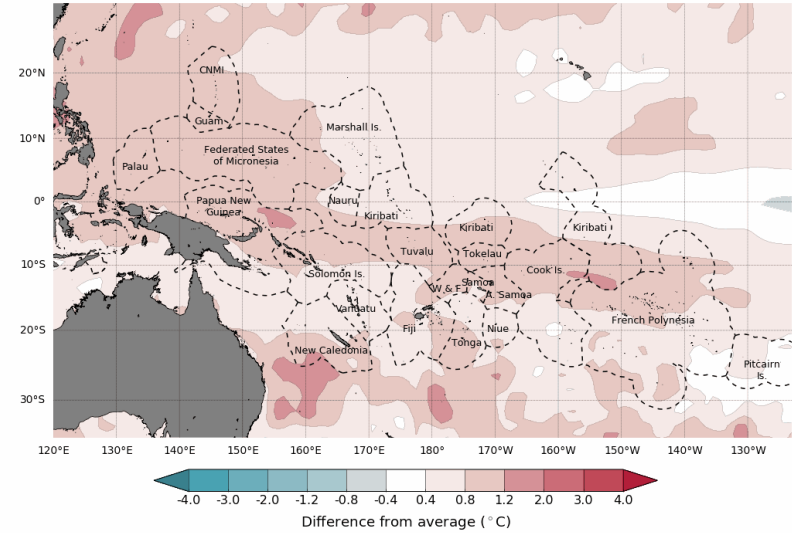 20°N
10°N
0°
10°S
20°S
30°S
CNMI
Guam
Marshall Is.
Federated States
of Micronesia
Palau
Papua New
Guinea
Nauru
Kiribati
Kiribati
Kiribati
Tuvalu
Tokelau
Solomon Is.
Cook Is.
Samoa
W & F
A. Samoa
Vanuatu
French Polynesia
Fiji
Niue
Tonga
New Caledonia
Pitcairn
Is.
120°E 130°E 140°E 150°E 160°E 170°E 180° 170°W 160°W 150°W 140°W 130°W
-4.0 -3.0 -2.0 -1.2 -0.8 -0.4 0.4 0.8 1.2 2.0 3.0 4.0
Difference from average (°C)